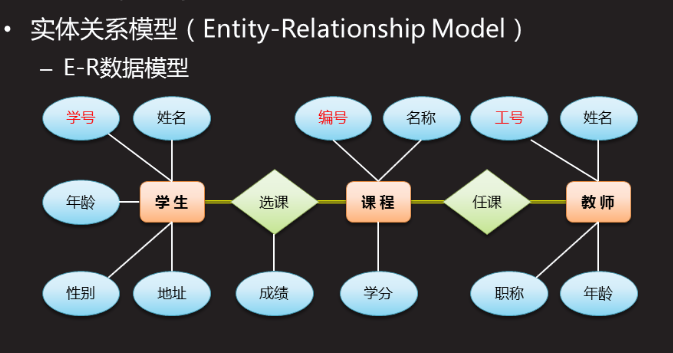 • 实体关系模型（Entity-Relationship Model）
– E-R数据模型
学号 姓名 编号 名称 工号 姓名
年龄 学生 选课 课程 任课 教师
性别 地址 成绩 学分 职称 年龄